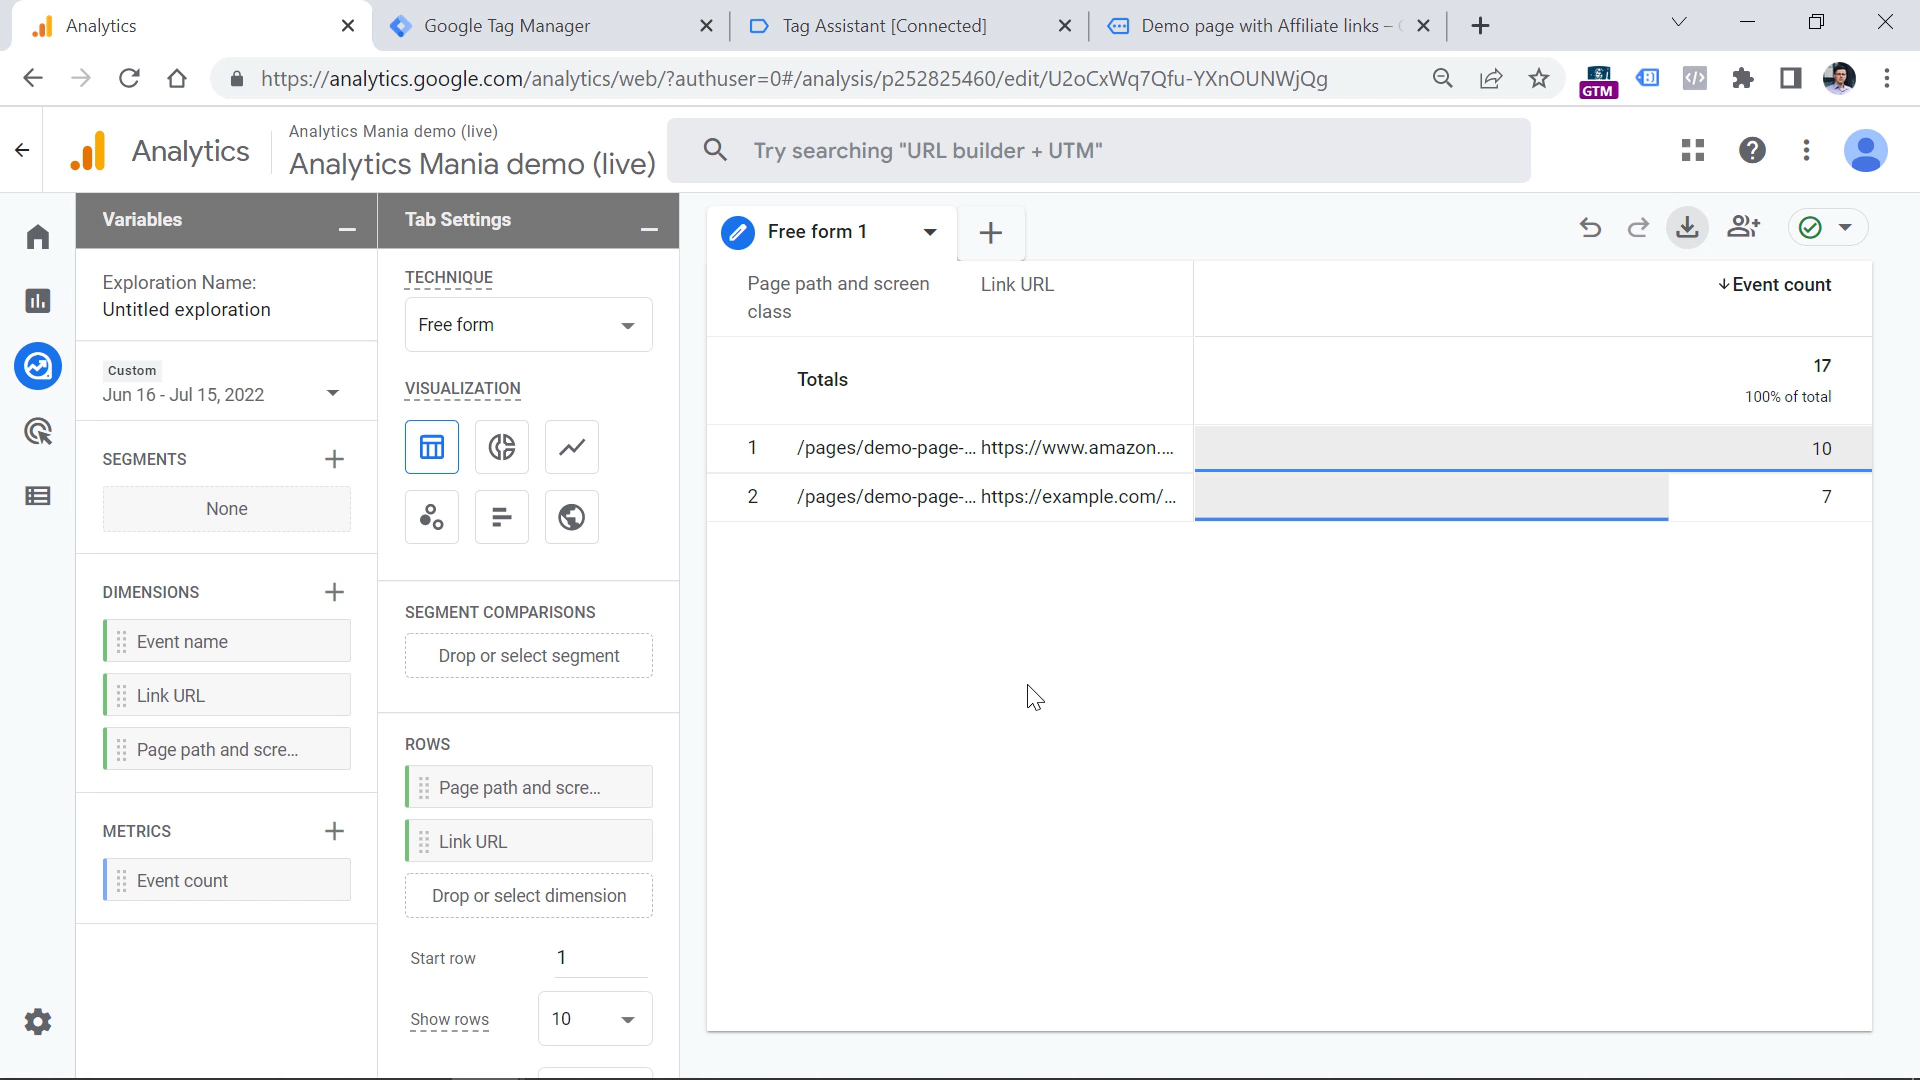 Analytics
Google Tag Manager
Tag Assistant [Connected]
Demo page with Affiliate links –
https://analytics.google.com/analytics/web/?authuser=0#/analysis/p252825460/edit/U2oCxWq7Qfu-YXnOUNWjQg
GTM
Analytics
Analytics Mania demo (live)
Analytics Mania demo (live)
Try searching "URL builder + UTM"
Variables
Exploration Name:
Untitled exploration
Custom
Jun 16 - Jul 15, 2022
SEGMENTS
None
DIMENSIONS
Event name
Link URL
Page path and scre...
METRICS
Event count
Tab Settings
TECHNIQUE
Free form
VISUALIZATION
SEGMENT COMPARISONS
Drop or select segment
ROWS
Page path and scre...
Link URL
Drop or select dimension
Start row 1
Show rows 10
Free form 1
Page path and screen class Link URL ↓Event count
Totals 17
100% of total
1 /pages/demo-page-... https://www.amazon.... 10
2 /pages/demo-page-... https://example.com/... 7